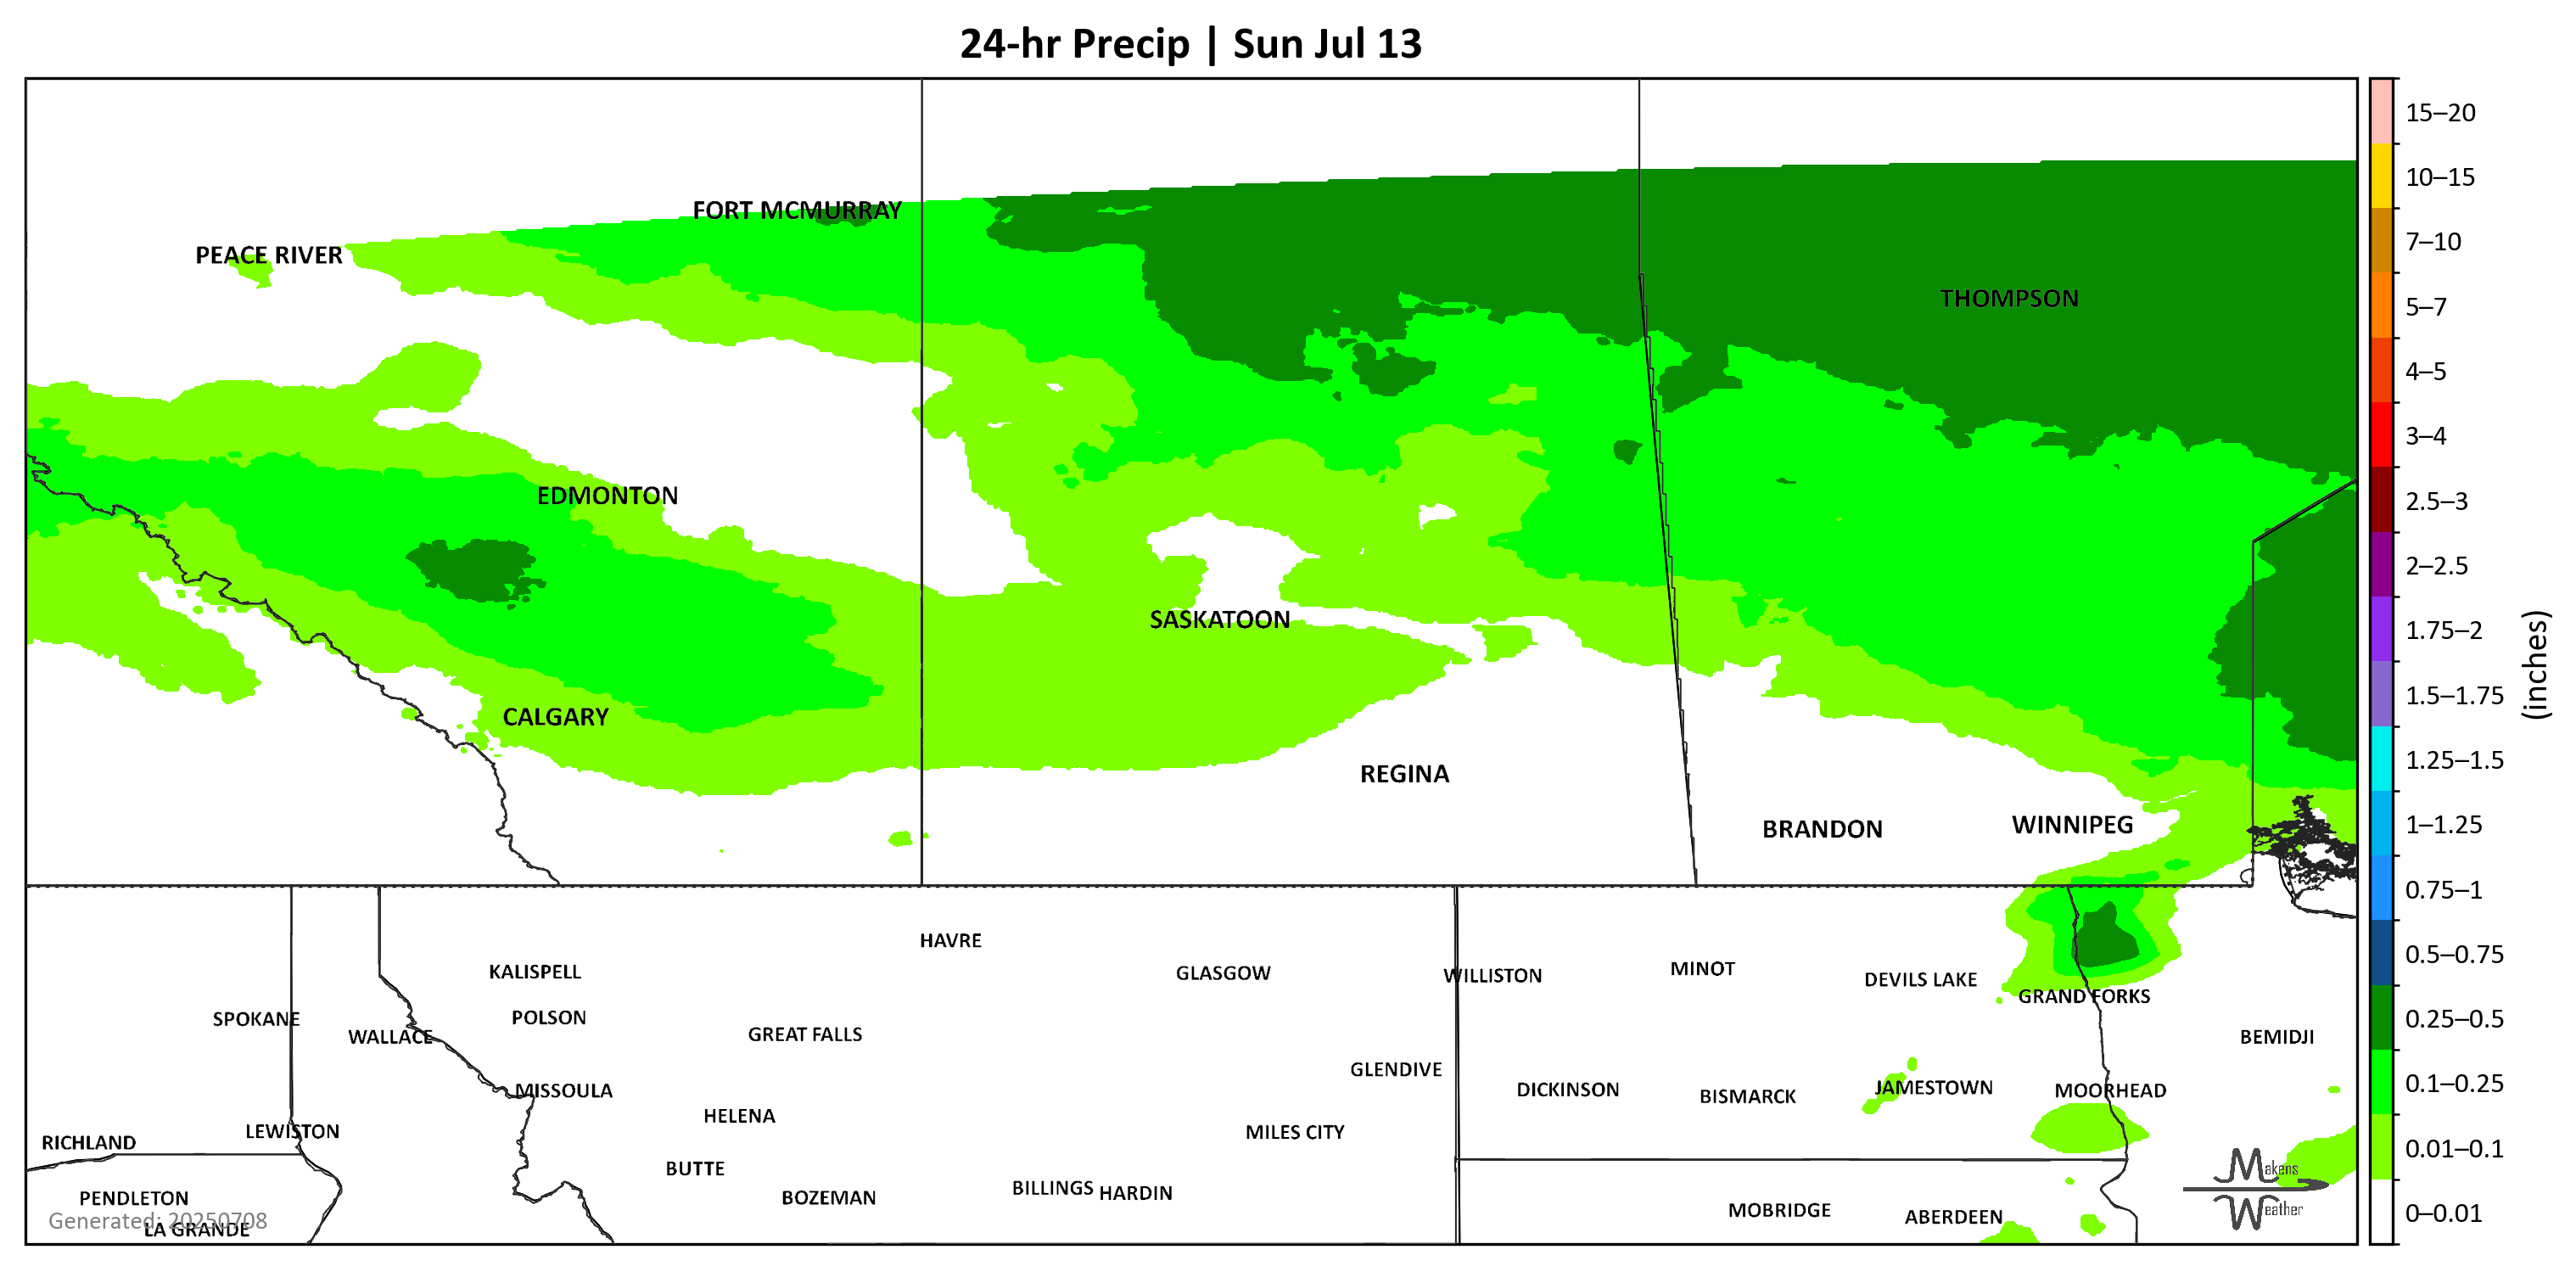 24-hr Precip | Sun Jul 13
FORT MCMURRAY
PEACE RIVER
THOMPSON
EDMONTON
SASKATOON
CALGARY
REGINA
BRANDON
WINNIPEG
HAVRE
KALISPELL
GLASGOW
WILLISTON
MINOT
DEVILS LAKE
GRAND FORKS
SPOKANE
POLSON
WALLACE
GREAT FALLS
BEMIDJI
GLENDIVE
MISSOULA
DICKINSON
BISMARCK
JAMESTOWN
MOORHEAD
HELENA
LEWISTON
RICHLAND
MILES CITY
BUTTE
BILLINGS
HARDIN
PENDLETON
BOZEMAN
MOBRIDGE
ABERDEEN
Generated: 20250708
LA GRANDE
Makens
Weather
15–20
10–15
7–10
5–7
4–5
3–4
2.5–3
2–2.5
1.75–2
1.5–1.75
1.25–1.5
1–1.25
0.75–1
0.5–0.75
0.25–0.5
0.1–0.25
0.01–0.1
0–0.01
(inches)